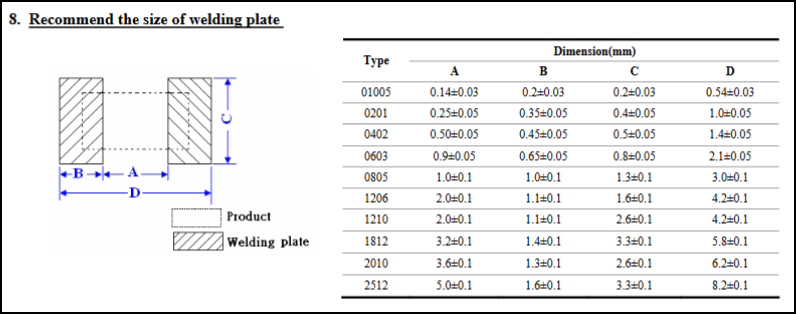 8. Recommend the size of welding plate
Type Dimension(mm)
A B C D
01005 0.14±0.03 0.2±0.03 0.2±0.03 0.54±0.03
0201 0.25±0.05 0.35±0.05 0.4±0.05 1.0±0.05
0402 0.50±0.05 0.45±0.05 0.5±0.05 1.4±0.05
0603 0.9±0.05 0.65±0.05 0.8±0.05 2.1±0.05
0805 1.0±0.1 1.0±0.1 1.3±0.1 3.0±0.1
1206 2.0±0.1 1.1±0.1 1.6±0.1 4.2±0.1
1210 2.0±0.1 1.1±0.1 2.6±0.1 4.2±0.1
1812 3.2±0.1 1.4±0.1 3.3±0.1 5.8±0.1
2010 3.6±0.1 1.3±0.1 2.6±0.1 6.2±0.1
2512 5.0±0.1 1.6±0.1 3.3±0.1 8.2±0.1
C
B A
D
Product
Welding plate